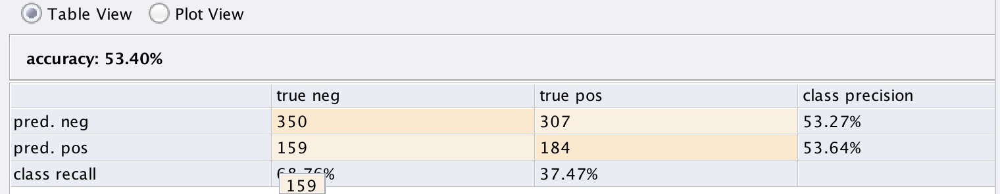 Table View Plot View
accuracy: 53.40%
true neg true pos class precision
pred. neg 350 307 53.27%
pred. pos 159 184 53.64%
class recall 68.76% 37.47%
159